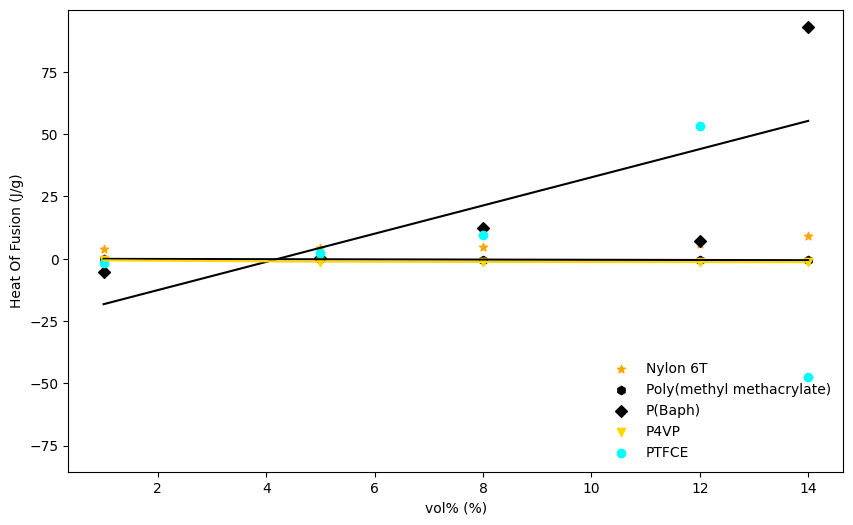 75
50
25
0
−25
−50
−75
Heat Of Fusion (J/g)
Nylon 6T
Poly(methyl methacrylate)
P(Baph)
P4VP
PTFCE
2 4 6 8 10 12 14
vol% (%)